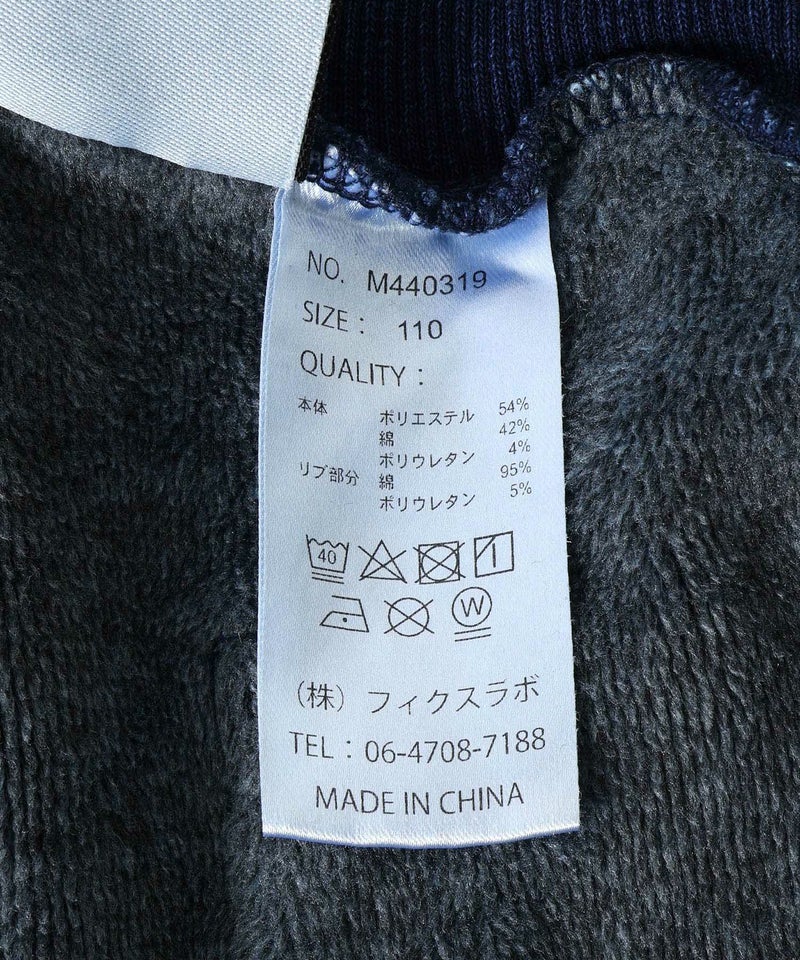 NO. M440319
SIZE : 110
QUALITY :
本体 ポリエステル 54%
綿 42%
ポリウレタン 4%
リブ部分 綿 95%
ポリウレタン 5%
40
W
(株) フィクスラボ
TEL : 06-4708-7188
MADE IN CHINA